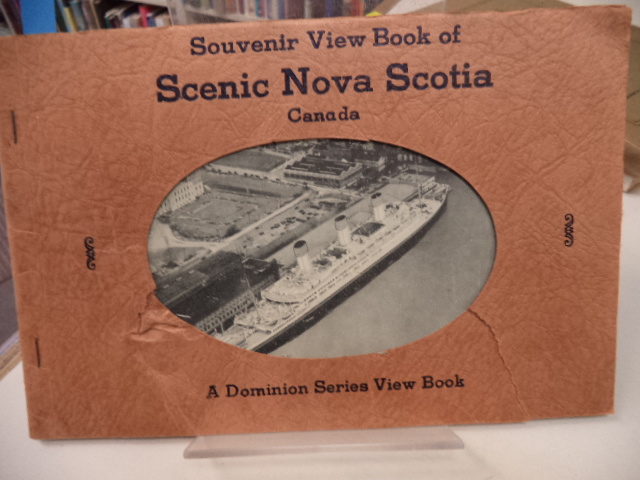 Souvenir View Book of
Scenic Nova Scotia
Canada
A Dominion Series View Book